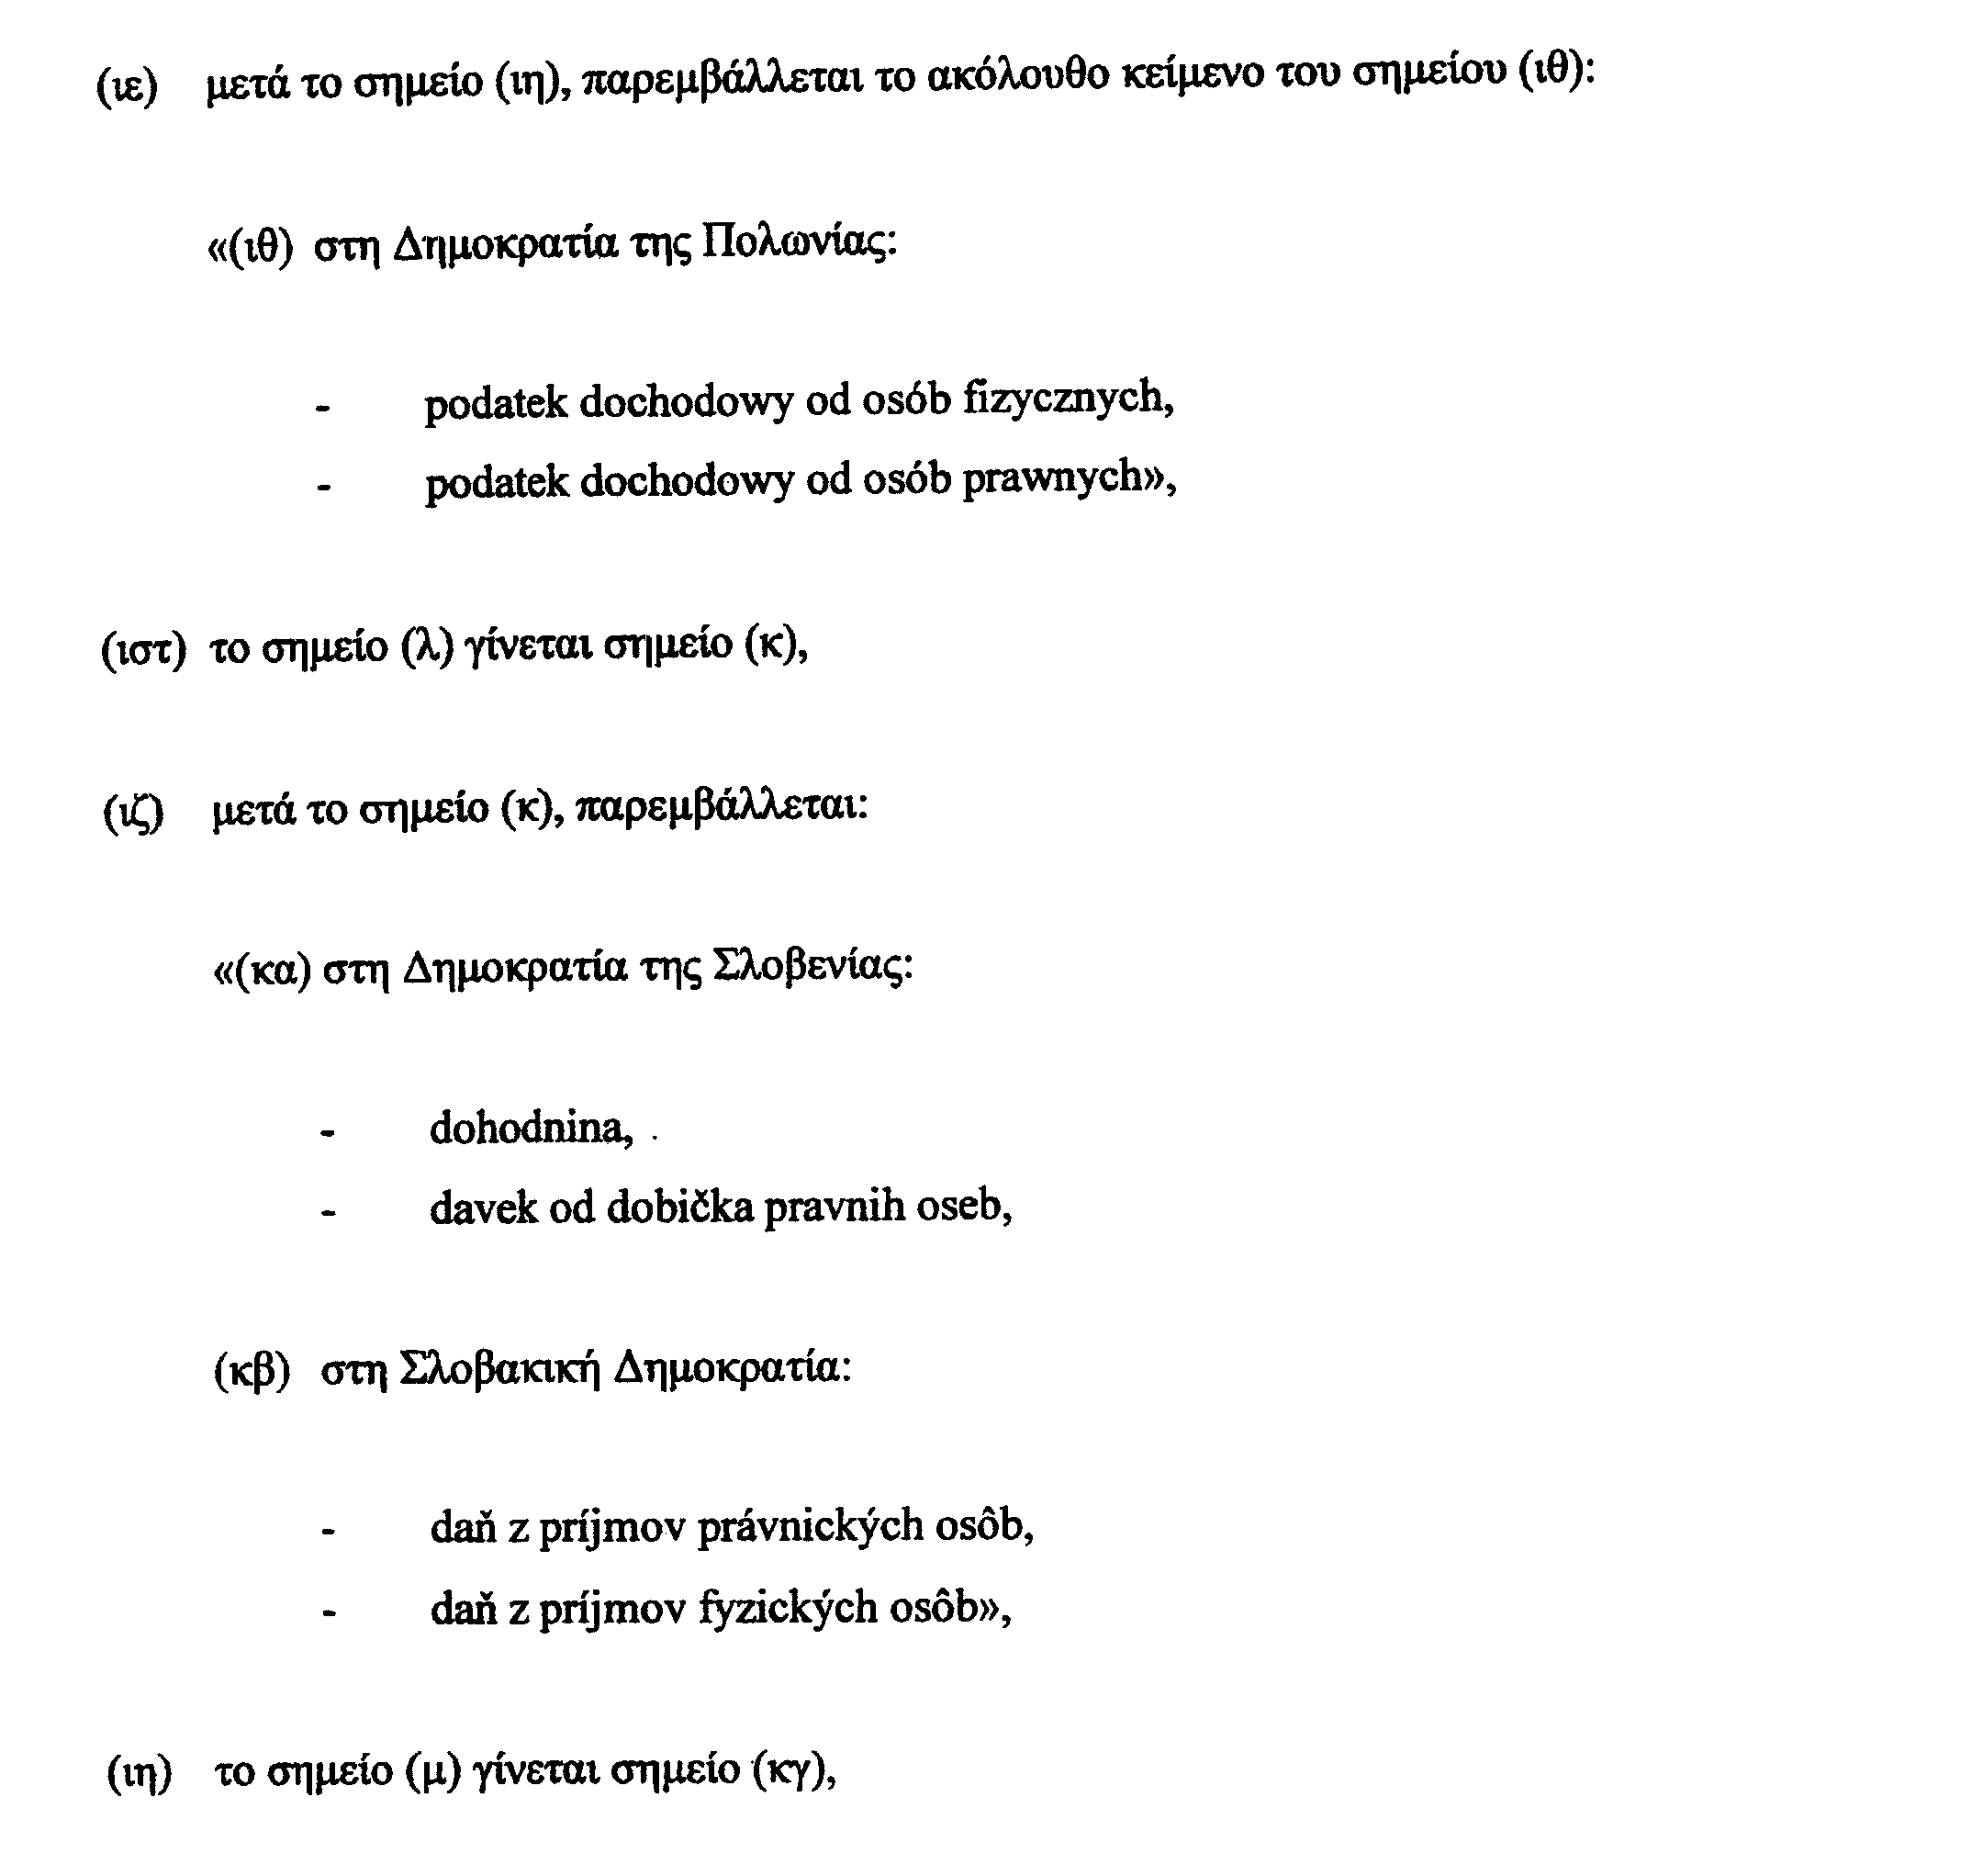 (ιε) μετά το σημείο (ιη), παρεμβάλλεται το ακόλουθο κείμενο του σημείου (ιθ):
«(ιθ) στη Δημοκρατία της Πολωνίας:
- podatek dochodowy od osób fizycznych,
- podatek dochodowy od osób prawnych»,
(ιστ) το σημείο (λ) γίνεται σημείο (κ),
(ιζ) μετά το σημείο (κ), παρεμβάλλεται:
«(κα) στη Δημοκρατία της Σλοβενίας:
- dohodnina,
- davek od dobička pravnih oseb,
(κβ) στη Σλοβακική Δημοκρατία:
- daň z príjmov právnických osôb,
- daň z príjmov fyzických osôb»,
(ιη) το σημείο (μ) γίνεται σημείο (κγ),